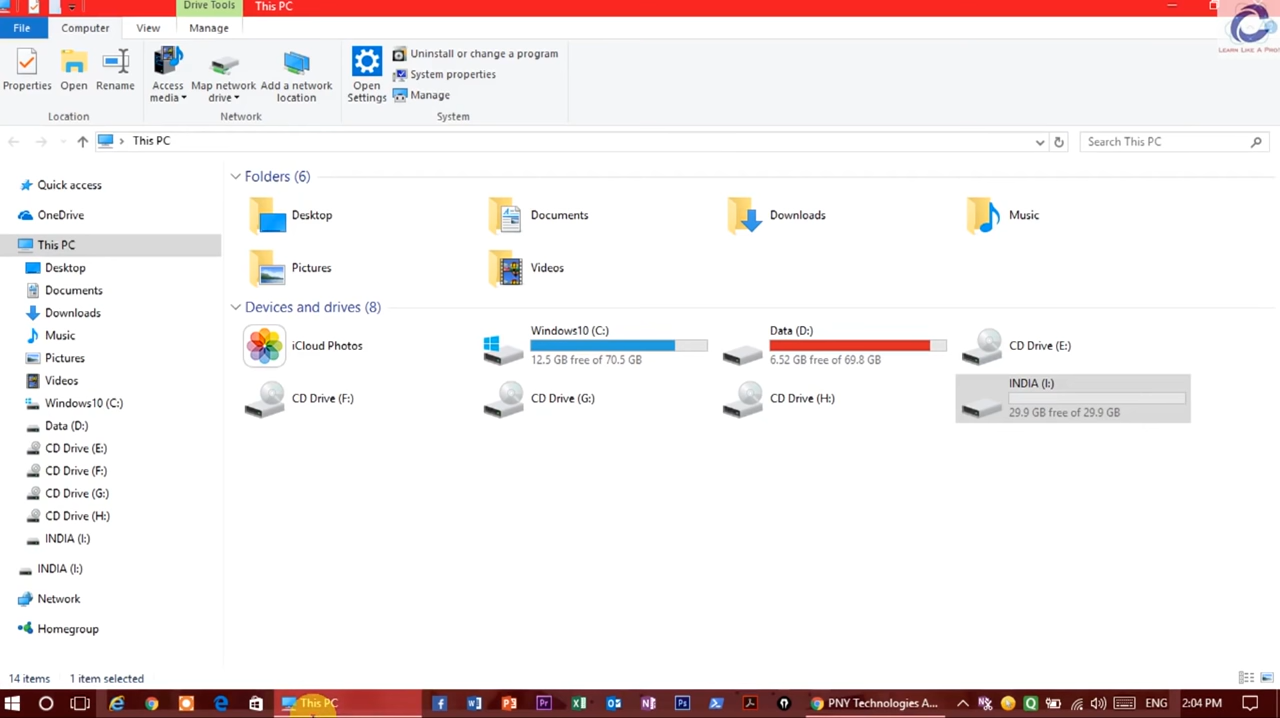 Drive Tools This PC
File Computer View Manage
Properties Open Rename Access media Map network drive Add a network location Open Settings Uninstall or change a program
System properties
Manage
Location Network System
This PC Search This PC
LEARN LIKE A PRO
Quick access
OneDrive
This PC
Desktop
Documents
Downloads
Music
Pictures
Videos
Windows10 (C:)
Data (D:)
CD Drive (E:)
CD Drive (F:)
CD Drive (G:)
CD Drive (H:)
INDIA (I:)
INDIA (I:)
Network
Homegroup
Folders (6)
Desktop Documents Downloads Music
Pictures Videos
Devices and drives (8)
iCloud Photos
Windows10 (C:)
12.5 GB free of 70.5 GB
Data (D:)
6.52 GB free of 69.8 GB
CD Drive (E:)
CD Drive (F:) CD Drive (G:) CD Drive (H:)
INDIA (I:)
29.9 GB free of 29.9 GB
14 items 1 item selected
This PC PNY Technologies A... ENG 2:04 PM